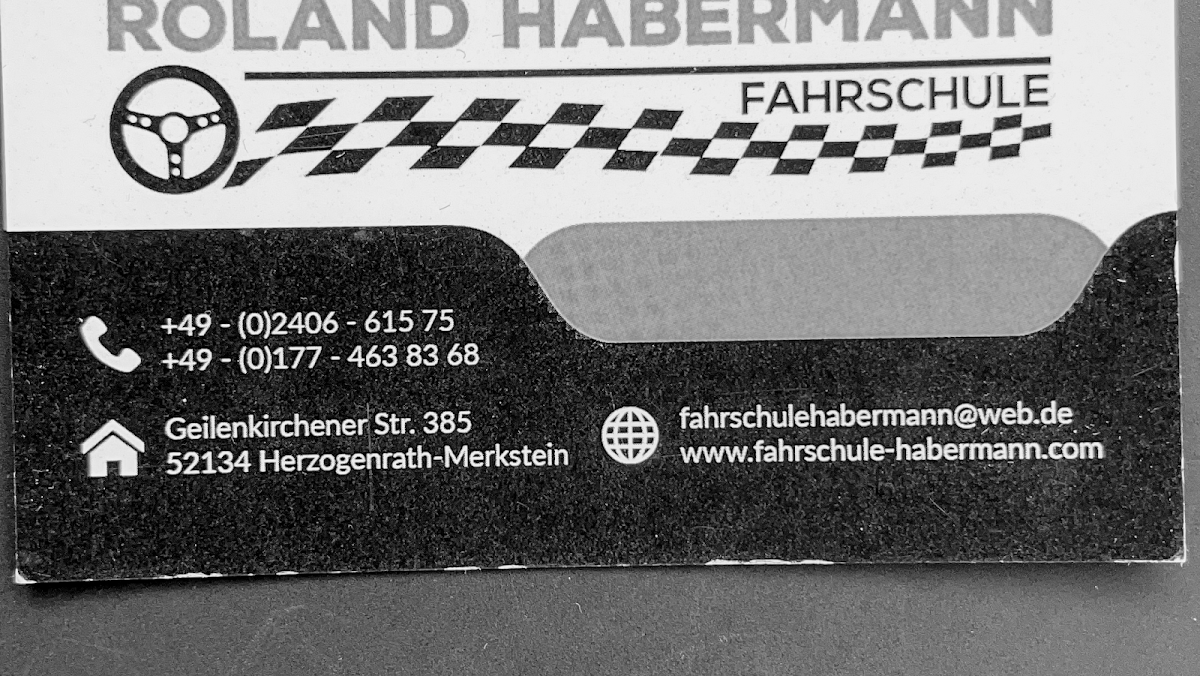 ROLAND HABERMANN
FAHRSCHULE
+49 - (0)2406 - 615 75
+49 - (0)177 - 463 83 68
Geilenkirchener Str. 385
52134 Herzogenrath-Merkstein
fahrschulehabermann@web.de
www.fahrschule-habermann.com